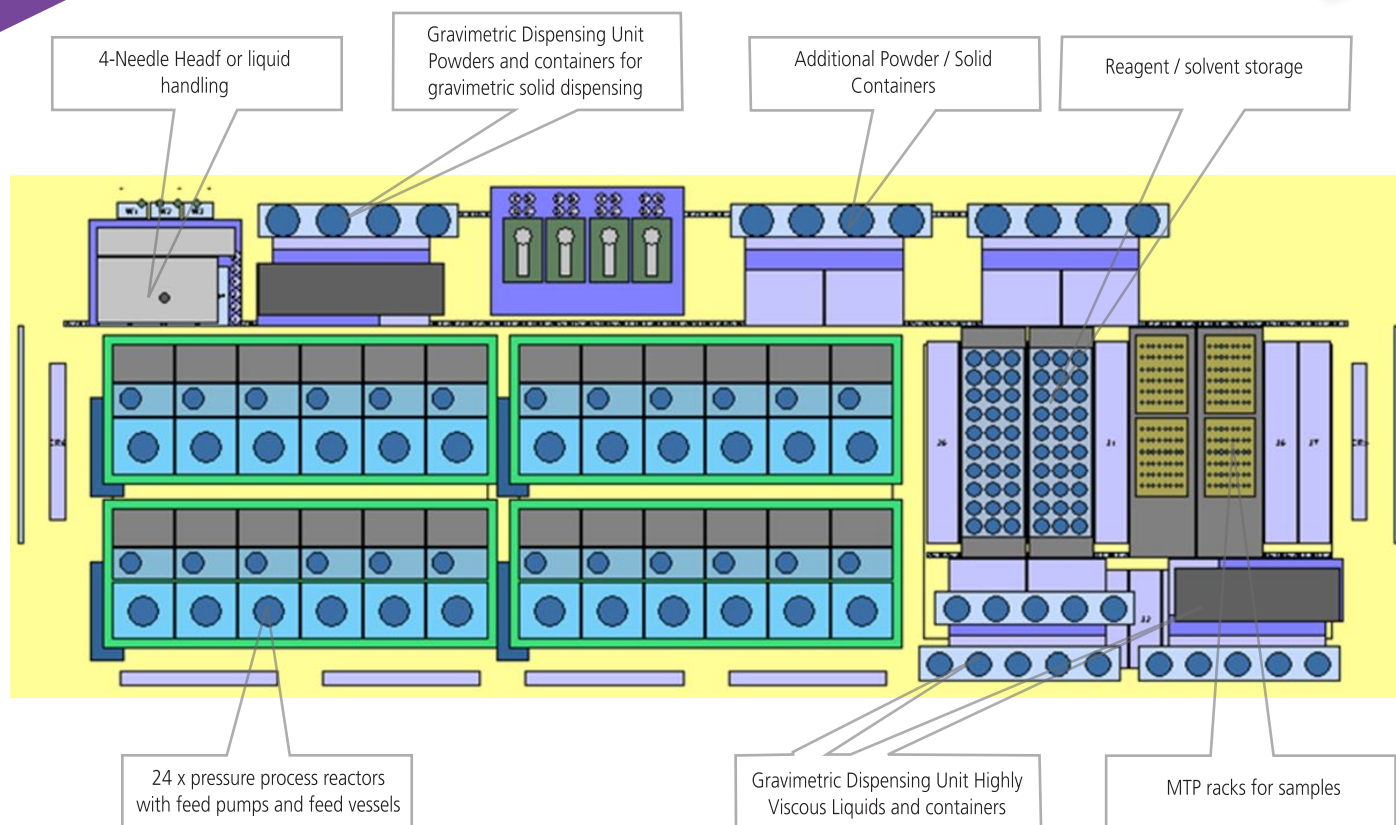 4-Needle Headf or liquid
handling
Gravimetric Dispensing Unit
Powders and containers for
gravimetric solid dispensing
Additional Powder / Solid
Containers
Reagent / solvent storage
24 x pressure process reactors
with feed pumps and feed vessels
Gravimetric Dispensing Unit Highly
Viscous Liquids and containers
MTP racks for samples